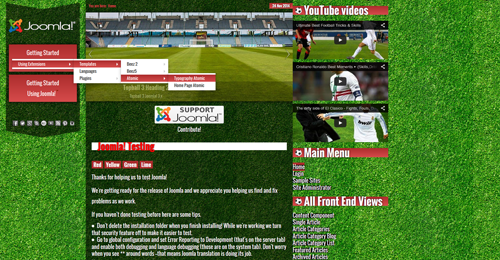 Joomla!
Getting Started
Using Extensions
Getting Started
Using Joomla!
Home
24 Nov 2014
Templates
Languages
Plugins
Beez 2
Beez5
Atomic
Typography Atomic
Home Page Atomic
Topball 3 Heading
SUPPORT
Joomla!
Contribute!
Joomla! Testing
Red Yellow Green Lime
Thanks for helping us to test Joomla!
We're getting ready for the release of Joomla and we appreciate you helping us find and fix
problems as we work.
If you haven't done testing before here are some tips.
Don't delete the installation folder when you finish installing! While we're working we turn
that security feature off to make it easier to test.
Go to global configuration and set Error Reporting to Development (that's on the server tab)
and enable both debugging and language debugging (those are on the system tab). Don't worry
when you see ** around words -that means Joomla translation is doing its job.
YouTube videos
Best Motor Football Tricks & Skills
Cristiano Ronaldo Best Moments
The dirty side of El Clasico - Fights, Fouls,
Main Menu
Home
Login
Sample Sites
Site Administrator
All Front End Views
Content Component
Single Article
Article Categories
Article Category Blog
Article Category List
Featured Articles
Archived Articles